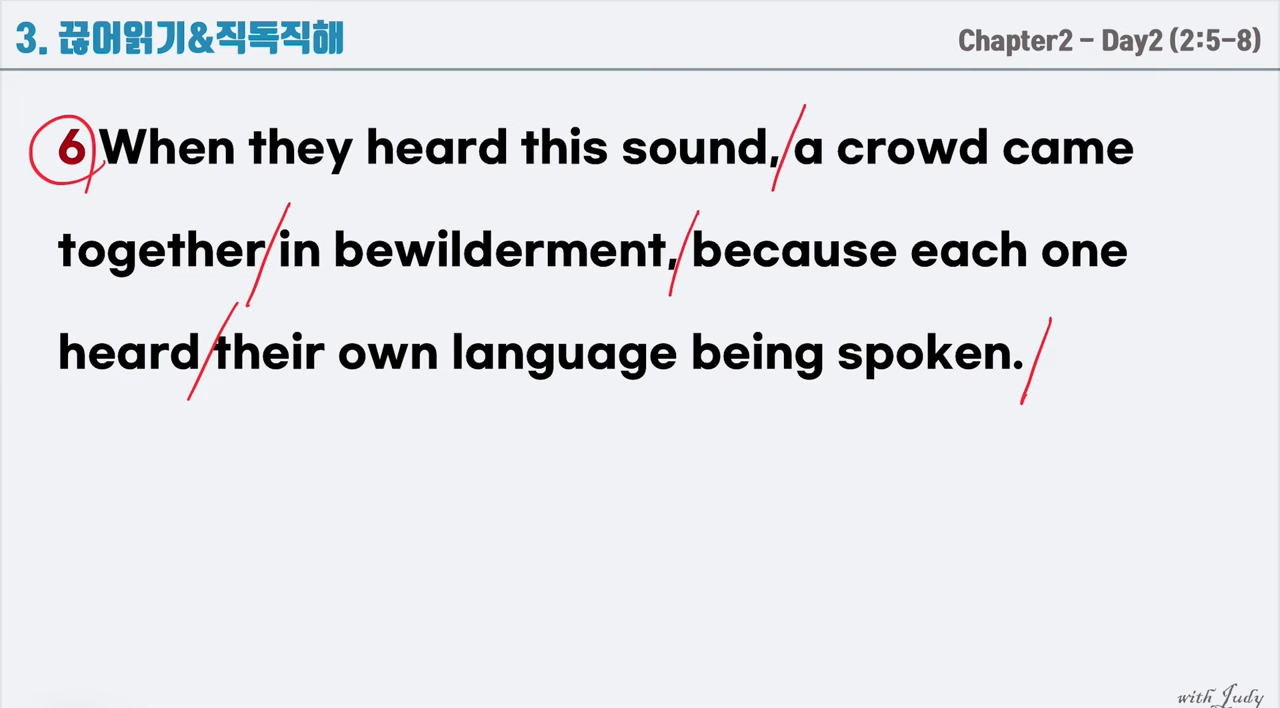 3. 끊어읽기&직독직해
Chapter2 - Day2 (2:5-8)
6 When they heard this sound, a crowd came
together in bewilderment, because each one
heard their own language being spoken.
with Judy